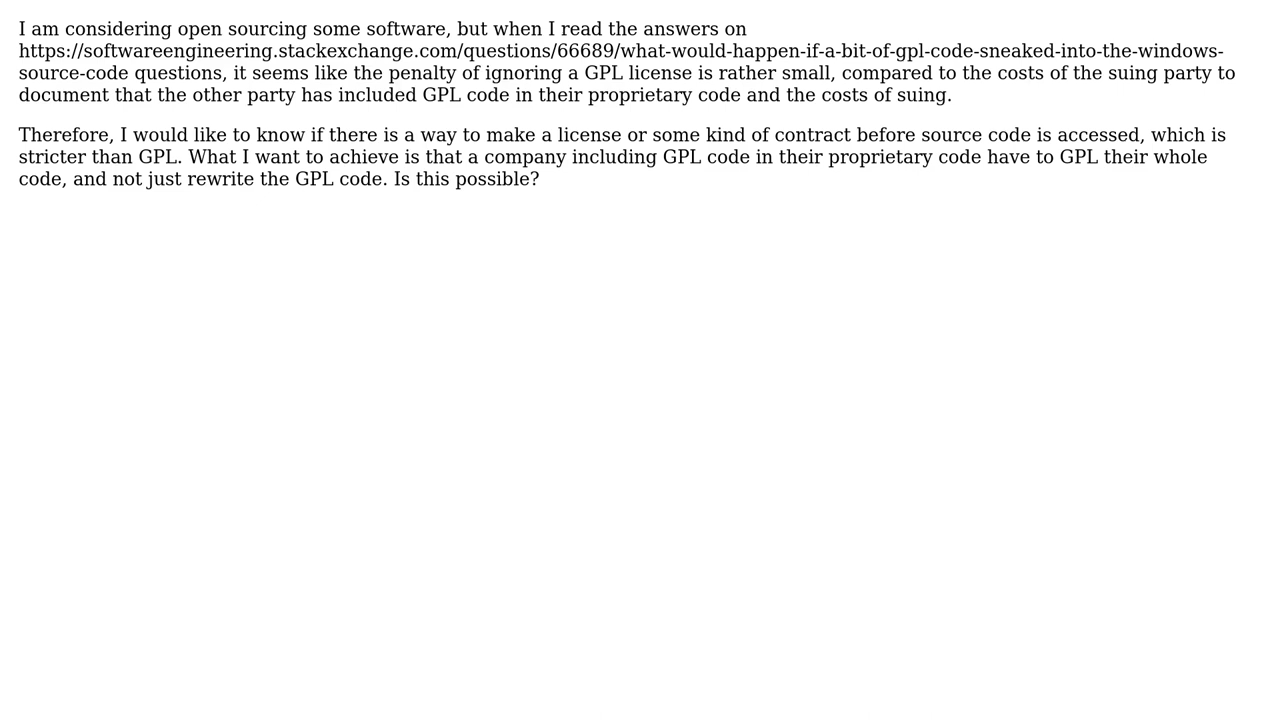 I am considering open sourcing some software, but when I read the answers on
https://softwareengineering.stackexchange.com/questions/66689/what-would-happen-if-a-bit-of-gpl-code-sneaked-into-the-windows-
source-code questions, it seems like the penalty of ignoring a GPL license is rather small, compared to the costs of the suing party to
document that the other party has included GPL code in their proprietary code and the costs of suing.
Therefore, I would like to know if there is a way to make a license or some kind of contract before source code is accessed, which is
stricter than GPL. What I want to achieve is that a company including GPL code in their proprietary code have to GPL their whole
code, and not just rewrite the GPL code. Is this possible?